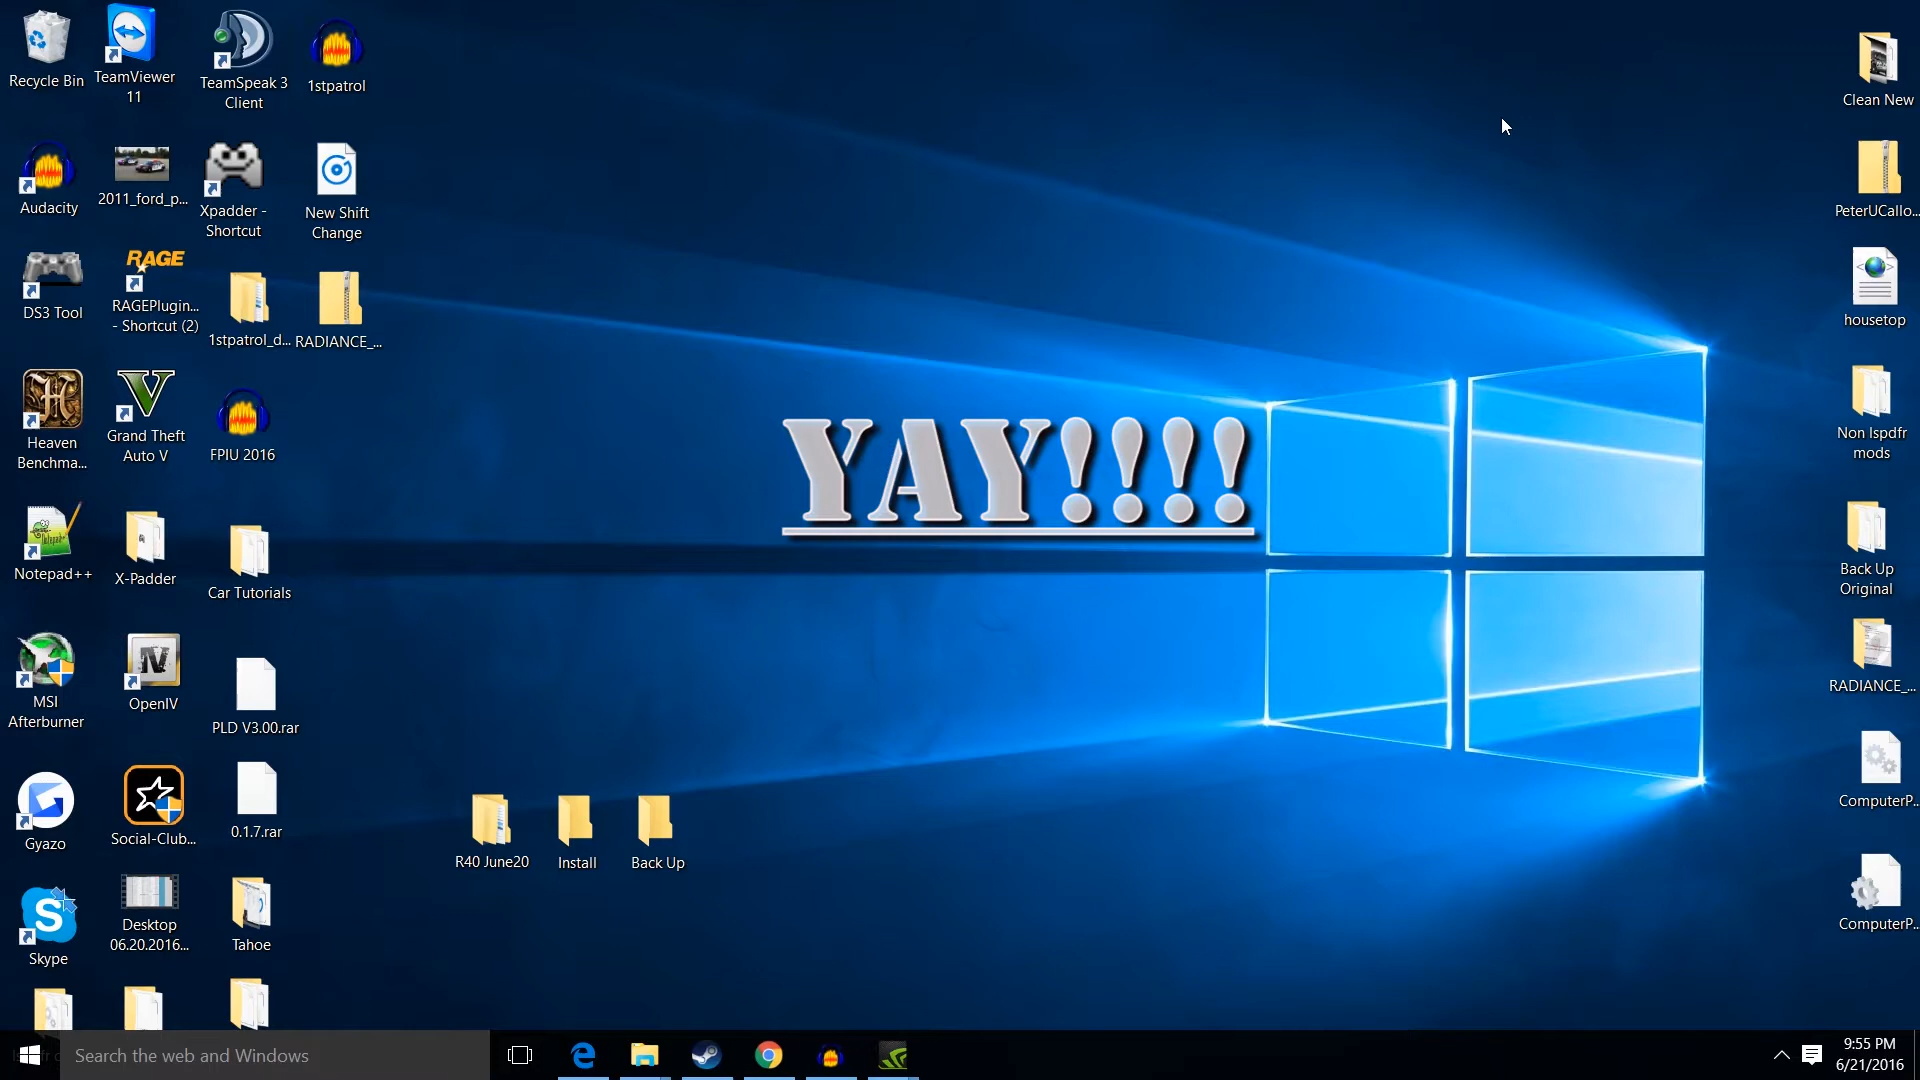 Recycle Bin
TeamViewer
11
TeamSpeak 3
Client
1stpatrol
Clean New
Audacity
2011_ford_p...
Xpadder -
Shortcut
New Shift
Change
PeterUCallo...
DS3 Tool
RAGE
RAGEPlugin...
- Shortcut (2)
1stpatrol_d...
RADIANCE_...
housetop
Heaven
Benchma...
Grand Theft
Auto V
FPIU 2016
YAY!!!!
Non lspdfr
mods
Notepad++
X-Padder
Car Tutorials
Back Up
Original
MSI
Afterburner
OpenIV
PLD V3.00.rar
RADIANCE_...
Gyazo
Social-Club...
0.1.7.rar
R40 June20
Install
Back Up
ComputerP...
Skype
Desktop
06.20.2016...
Tahoe
ComputerP...
Search the web and Windows
9:55 PM
6/21/2016